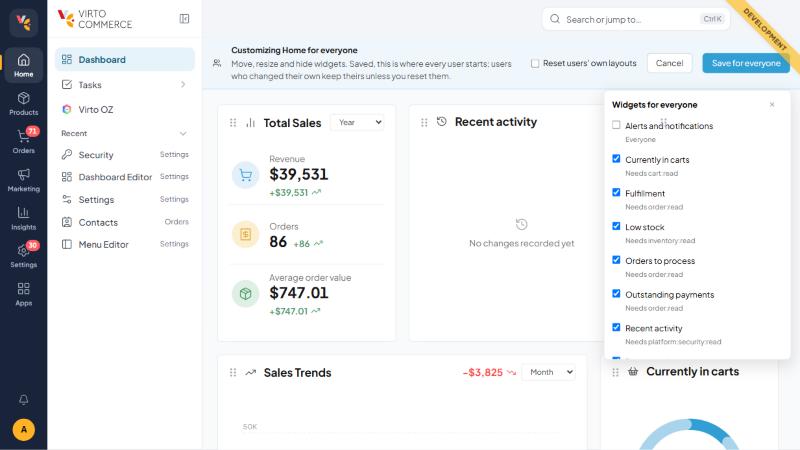 VIRTO
COMMERCE
Search or jump to...
Ctrl K
DEVELOPMENT
Home
Products
71
Orders
Marketing
Insights
30
Settings
Apps
A
Dashboard
Tasks
Virto OZ
Recent
Security Settings
Dashboard Editor Settings
Settings Settings
Contacts Orders
Menu Editor Settings
Customizing Home for everyone
Move, resize and hide widgets. Saved, this is where every user starts: users
who changed their own keep theirs unless you reset them.
Reset users' own layouts
Cancel
Save for everyone
Total Sales
Year
Revenue
$39,531
+$39,531
Orders
86 +86
Average order value
$747.01
+$747.01
Recent activity
No changes recorded yet
Widgets for everyone
×
Alerts and notifications
Everyone
Currently in carts
Needs cart:read
Fulfillment
Needs order:read
Low stock
Needs inventory:read
Orders to process
Needs order:read
Outstanding payments
Needs order:read
Recent activity
Needs platform:security:read
Sales Trends
-$3,825
Month
50K
Currently in carts